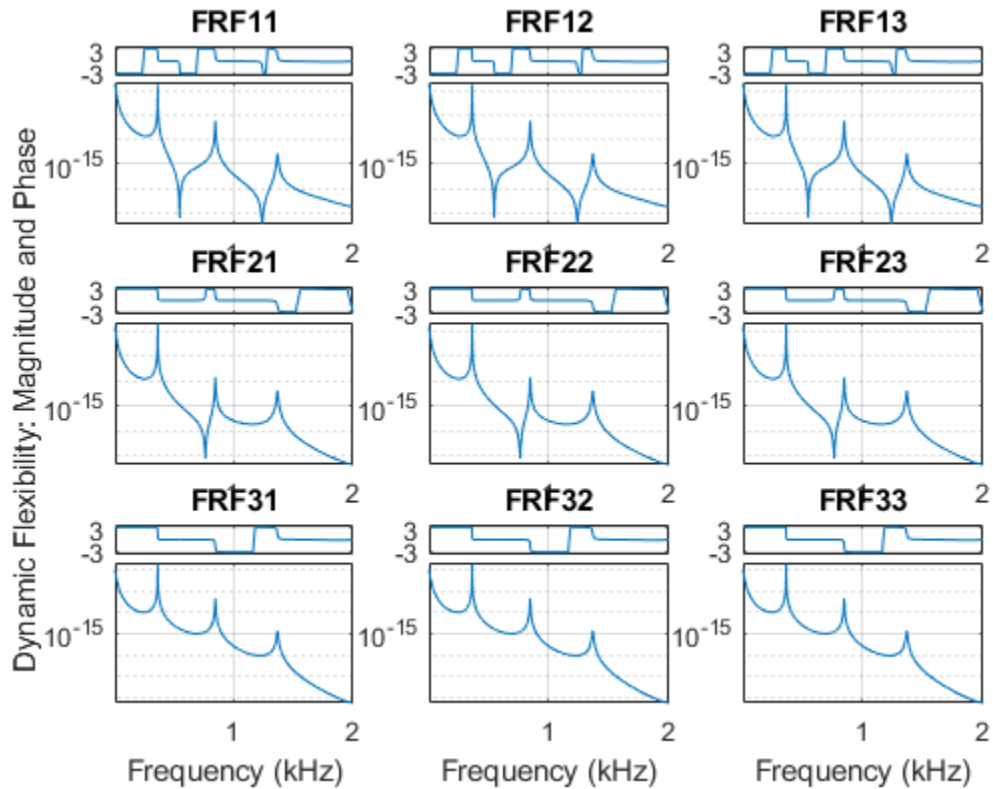 Dynamic Flexibility: Magnitude and Phase
FRF11 FRF12 FRF13
3 3 3
-3 -3 -3
10-15 10-15 10-15
1 2 1 2 1 2
FRF21 FRF22 FRF23
3 3 3
-3 -3 -3
10-15 10-15 10-15
1 2 1 2 1 2
FRF31 FRF32 FRF33
3 3 3
-3 -3 -3
10-15 10-15 10-15
1 2 1 2 1 2
Frequency (kHz) Frequency (kHz) Frequency (kHz)